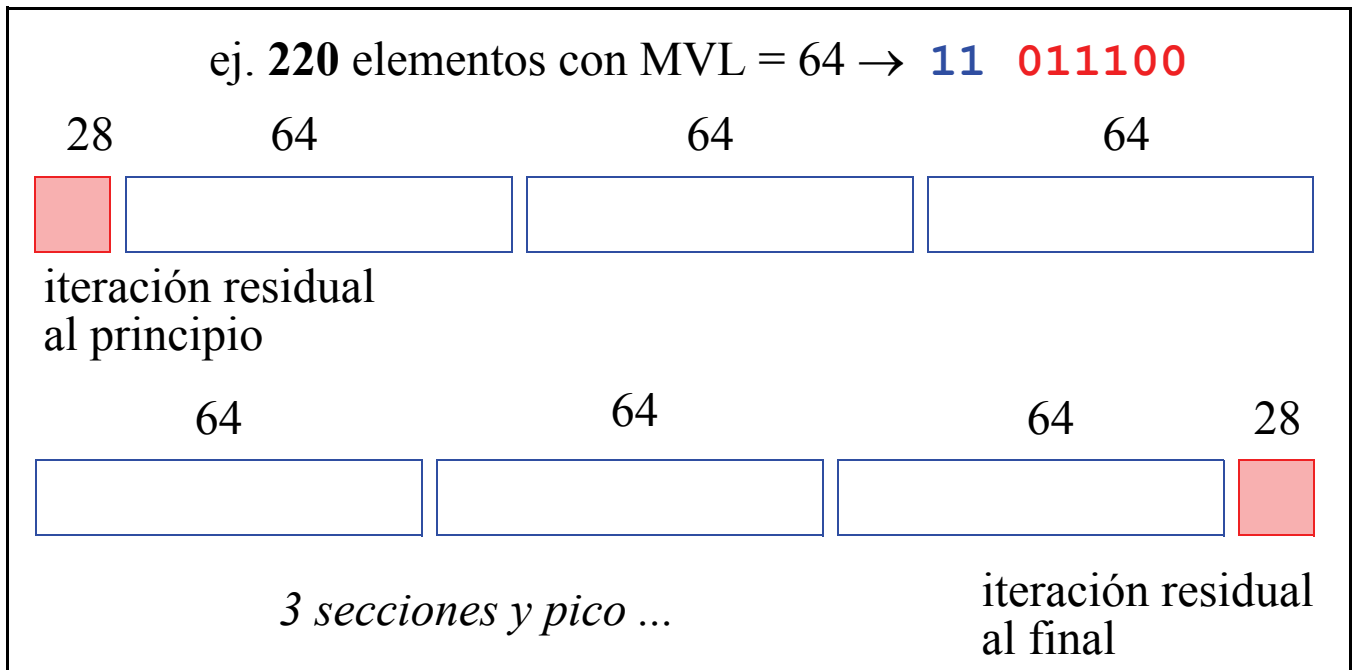 ej. 220 elementos con MVL = 64 → 11 011100
28 64 64 64
iteración residual
al principio
64 64 64 28
3 secciones y pico ...
iteración residual
al final